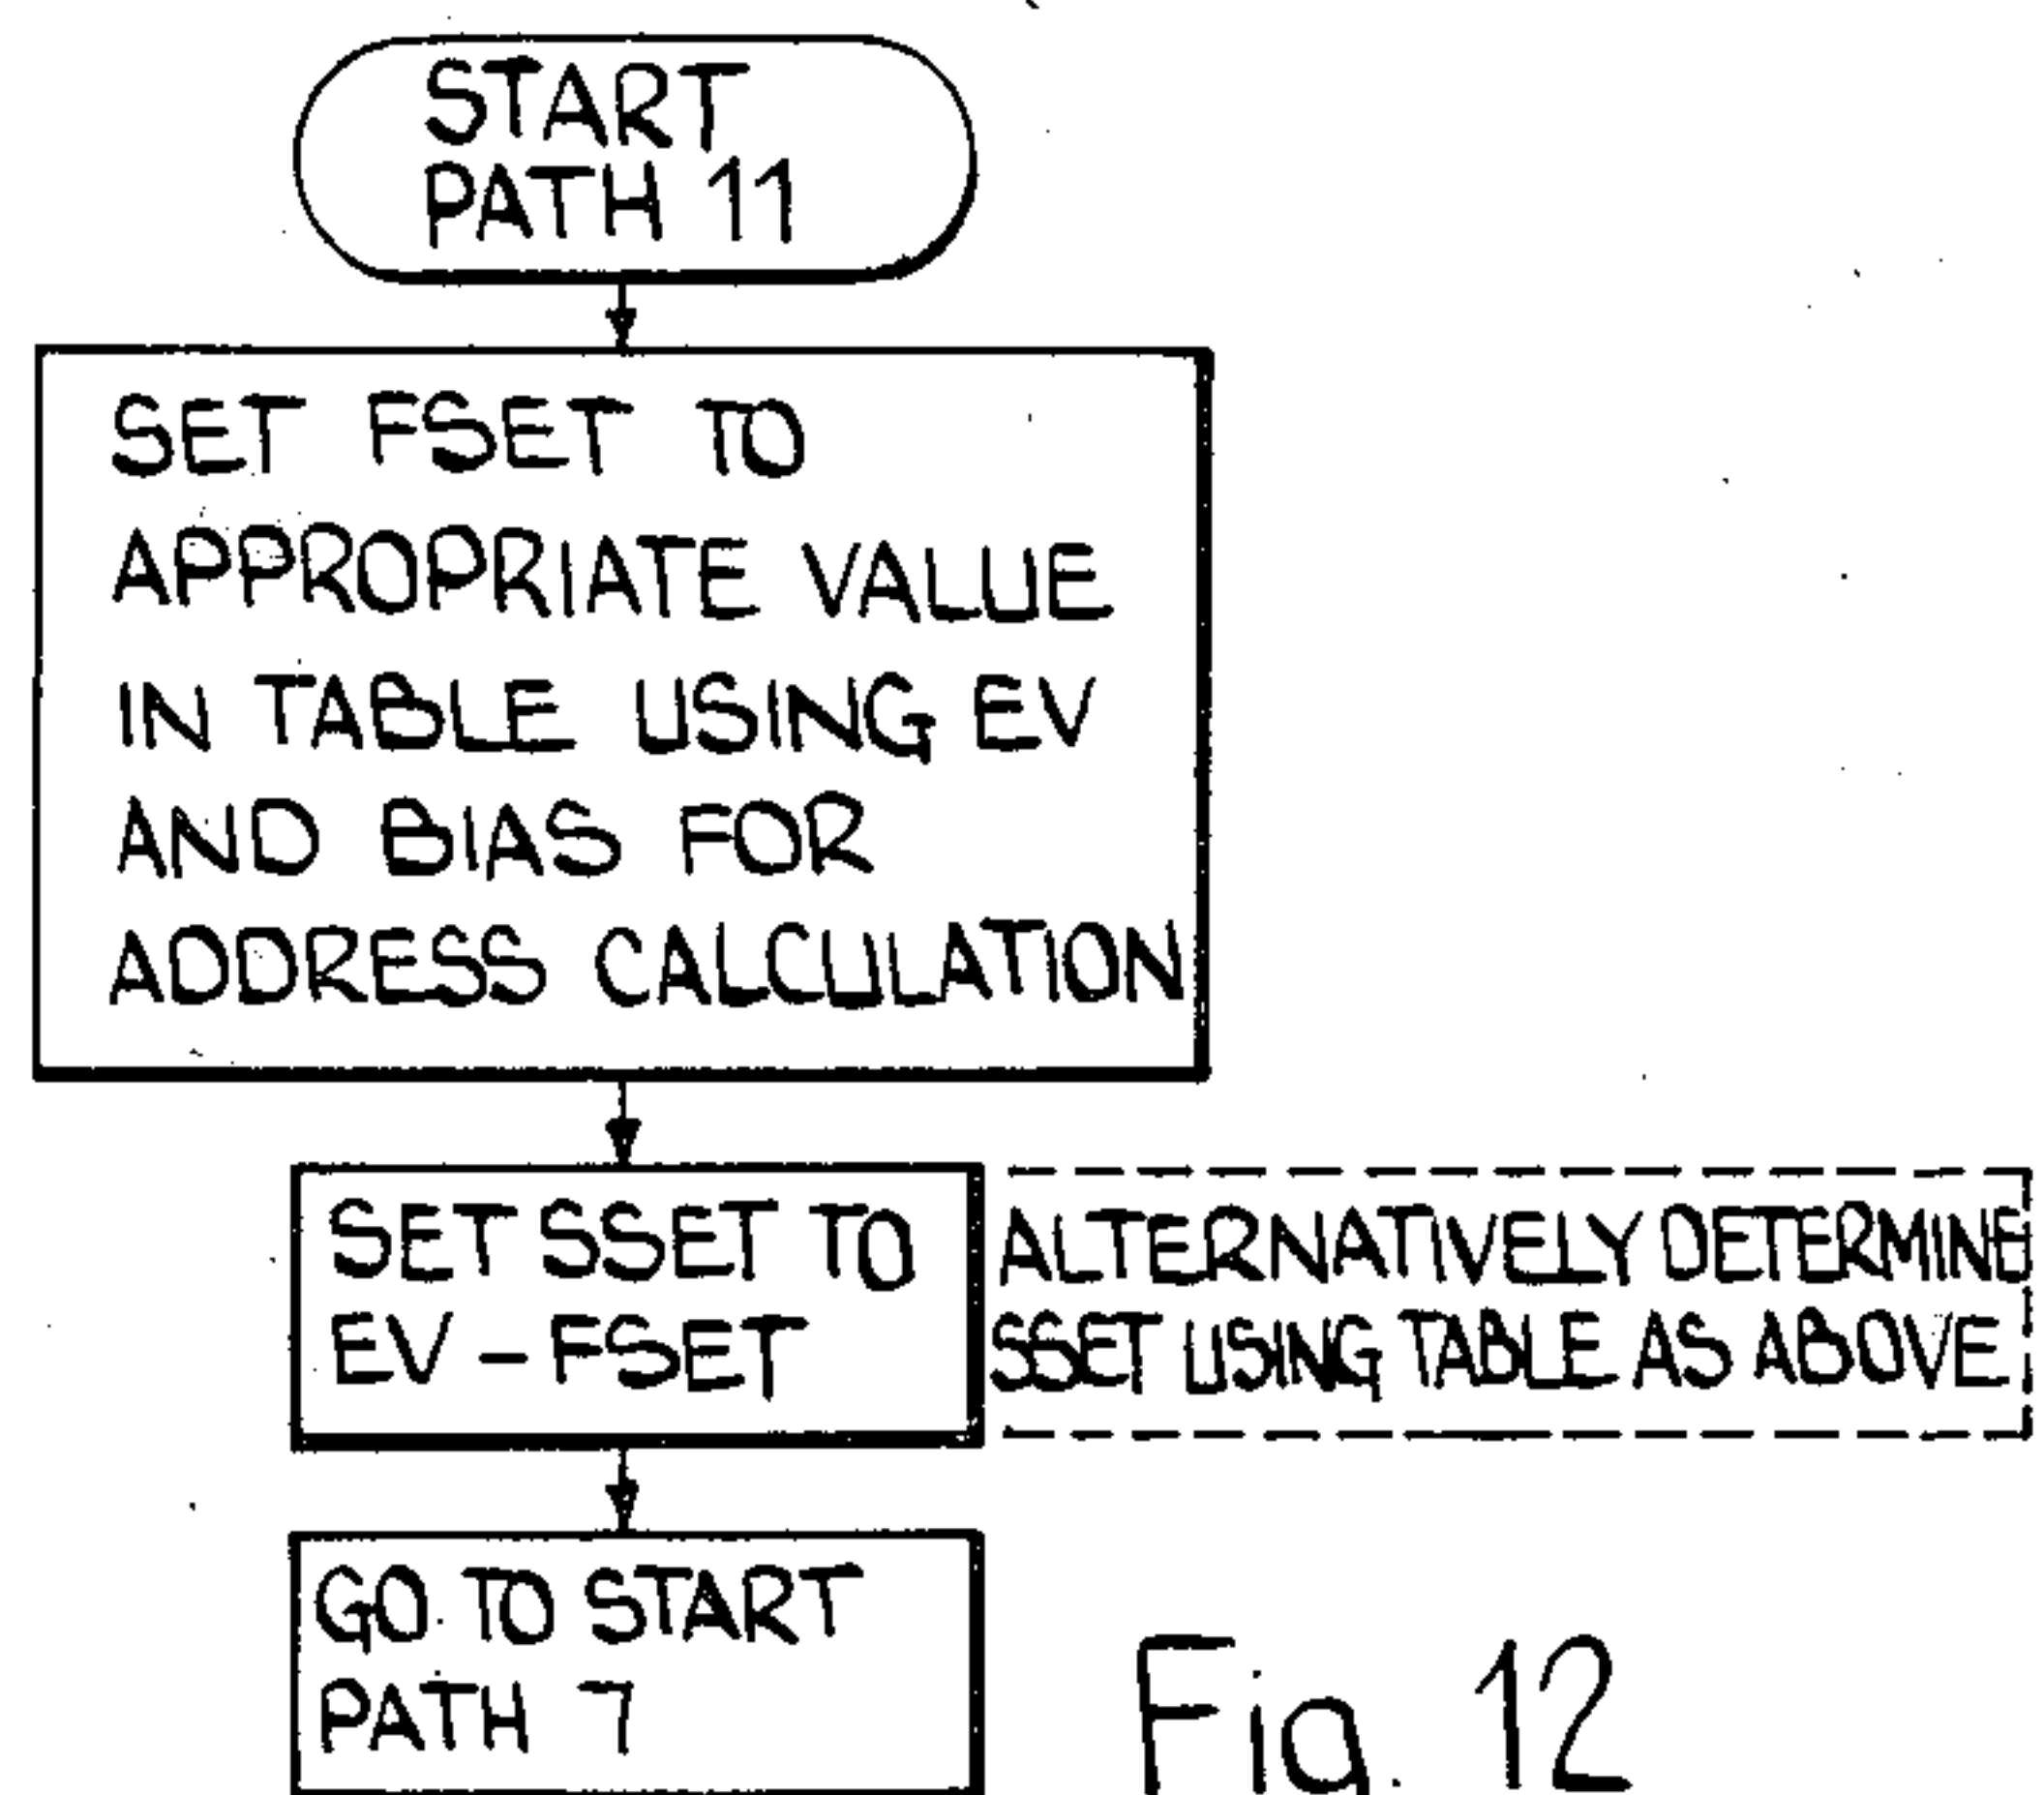 START
PATH 11
SET FSET TO
APPROPRIATE VALUE
IN TABLE USING EV
AND BIAS FOR
ADDRESS CALCULATION
SET SSET TO
EV - FSET
ALTERNATIVELY DETERMINE
SSET USING TABLE AS ABOVE
GO TO START
PATH 7
Fig. 12